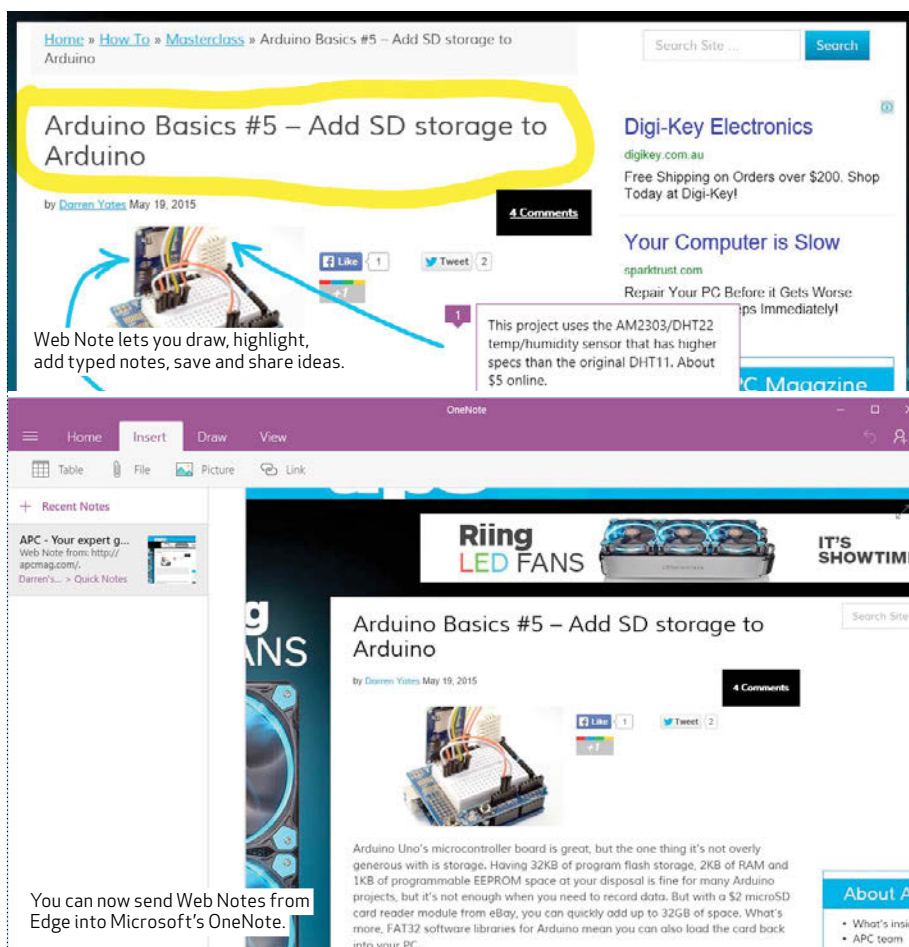 Home » How To » Masterclass » Arduino Basics #5 – Add SD storage to
Arduino
Search Site ...
Search
Arduino Basics #5 – Add SD storage to
Arduino
by Darren Yates May 19, 2015
4 Comments
Like 1
Tweet 2
+1
Digi-Key Electronics
digikey.com.au
Free Shipping on Orders over $200. Shop
Today at Digi-Key!
Your Computer is Slow
sparktrust.com
Repair Your PC Before it Gets Worse
ps Immediately!
1
This project uses the AM2303/DHT22
temp/humidity sensor that has higher
specs than the original DHT11. About
$5 online.
PC Magazine
Web Note lets you draw, highlight,
add typed notes, save and share ideas.
OneNote
Home Insert Draw View
Table File Picture Link
+ Recent Notes
APC - Your expert g...
Web Note from: http://
apcmag.com/.
Darren's... > Quick Notes
Riing
LED FANS
IT'S
SHOWTIM
g
ANS
Search Site
Arduino Basics #5 – Add SD storage to
Arduino
by Darren Yates May 19, 2015
4 Comments
Like 1
Tweet 2
+1
Arduino Uno's microcontroller board is great, but the one thing it's not overly
generous with is storage. Having 32KB of program flash storage, 2KB of RAM and
1KB of programmable EEPROM space at your disposal is fine for many Arduino
projects, but it's not enough when you need to record data. But with a $2 microSD
card reader module from eBay, you can quickly add up to 32GB of space. What's
more, FAT32 software libraries for Arduino mean you can also load the card back
into your PC
About A
• What's insi
• APC team
You can now send Web Notes from
Edge into Microsoft's OneNote.